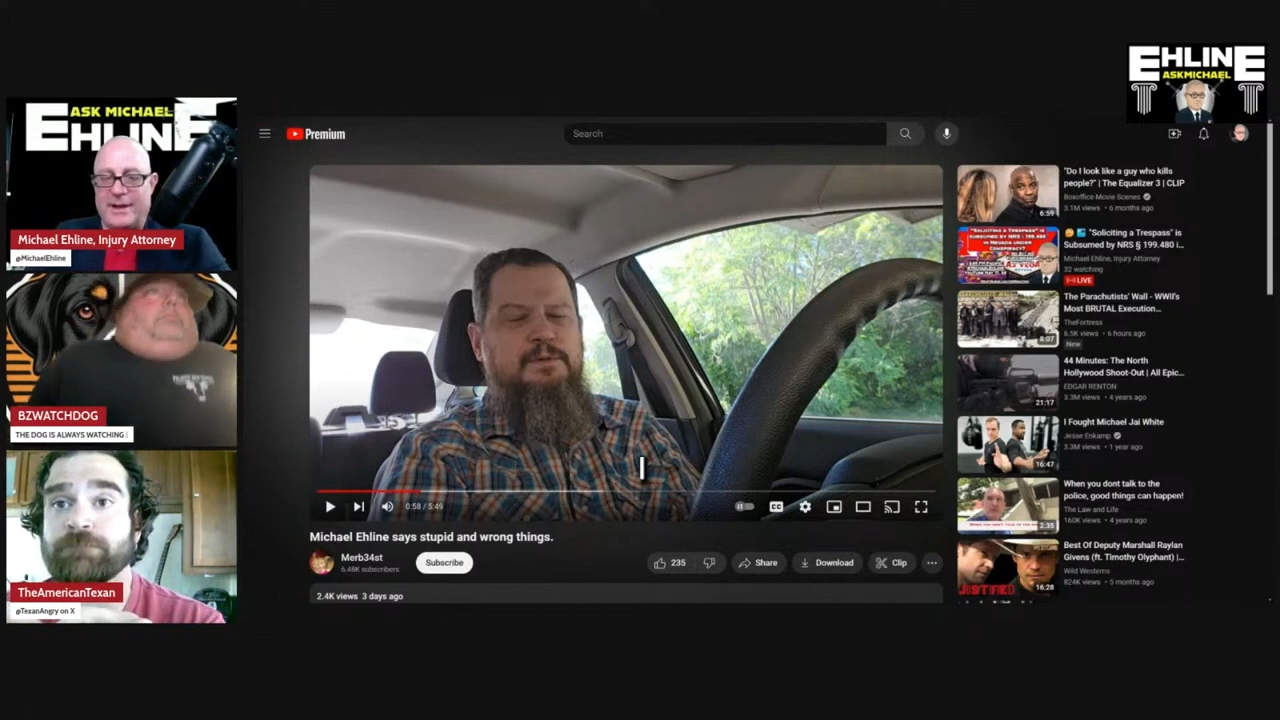 EHLINE
ASKMICHAEL
ASK MICHAEL
EHLINE
Michael Ehline, Injury Attorney
@MichaelEhline
BZWATCHDOG
THE DOG IS ALWAYS WATCHING
TheAmericanTexan
@TexanAngry on X
Premium
Search
I
0:58 / 5:49
Michael Ehline says stupid and wrong things.
Merb34st
6.48K subscribers
Subscribe
235
Share
Download
Clip
2.4K views 3 days ago
6:59
"Do I look like a guy who kills
people?" | The Equalizer 3 | CLIP
Boxoffice Movie Scenes
3.1M views • 6 months ago
"Soliciting a Trespass" is
Subsumed by NRS § 199.480 i...
Michael Ehline, Injury Attorney
32 watching
LIVE
8:07
The Parachutists' Wall - WWII's
Most BRUTAL Execution...
TheFortress
6.5K views • 6 hours ago
New
21:17
44 Minutes: The North
Hollywood Shoot-Out | All Epic...
EDGAR RENTON
3.3M views • 4 years ago
16:47
I Fought Michael Jai White
Jesse Enkamp
3.3M views • 1 year ago
2:35
When you dont talk to the
police, good things can happen!
The Law and Life
160K views • 4 years ago
JUSTIFIED
16:28
Best Of Deputy Marshall Raylan
Givens (ft. Timothy Olyphant) |...
Wild Westerns
824K views • 5 months ago